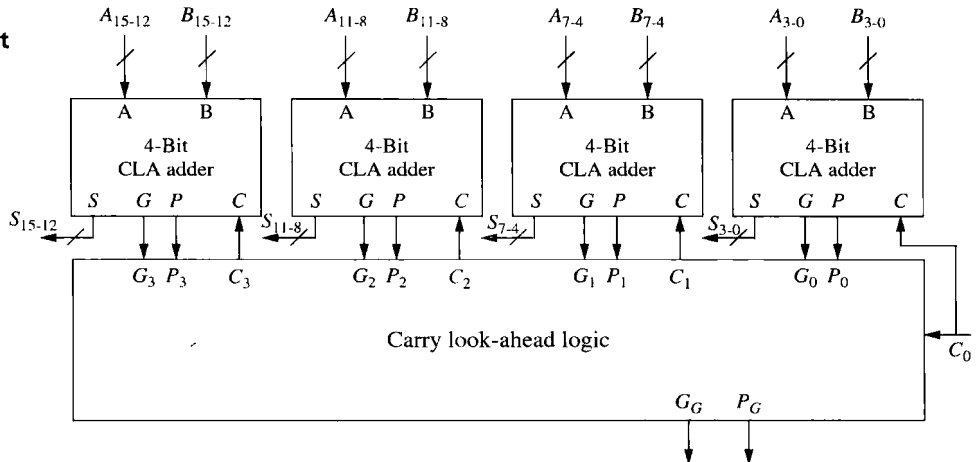 t
A15-12 B15-12 A11-8 B11-8 A7-4 B7-4 A3-0 B3-0
A B A B A B A B
4-Bit 4-Bit 4-Bit 4-Bit
CLA adder CLA adder CLA adder CLA adder
S G P C S G P C S G P C S G P C
S15-12 S11-8 S7-4 S3-0
G3 P3 C3 G2 P2 C2 G1 P1 C1 G0 P0
Carry look-ahead logic
C0
GG PG